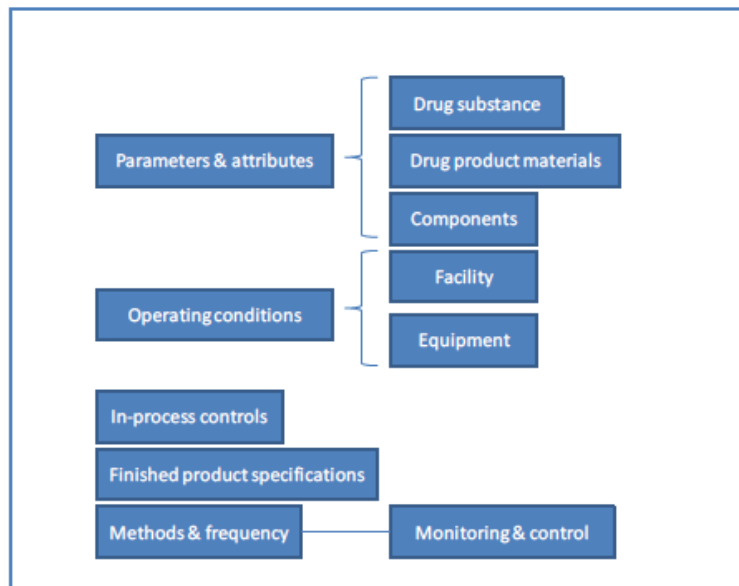 Drug substance
Parameters & attributes
Drug product materials
Components
Facility
Operating conditions
Equipment
In-process controls
Finished product specifications
Methods & frequency
Monitoring & control